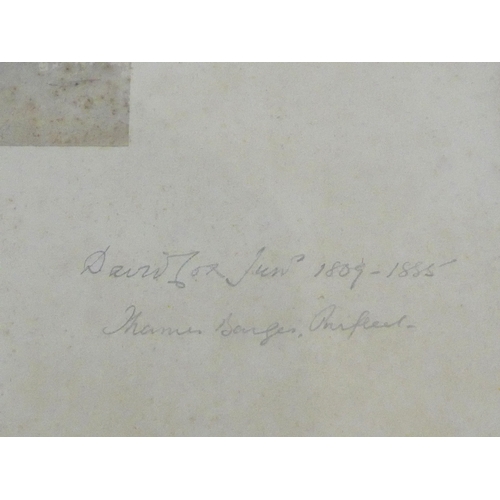 David Cox Junr 1809-1885
Thames Barges, Purfleet-